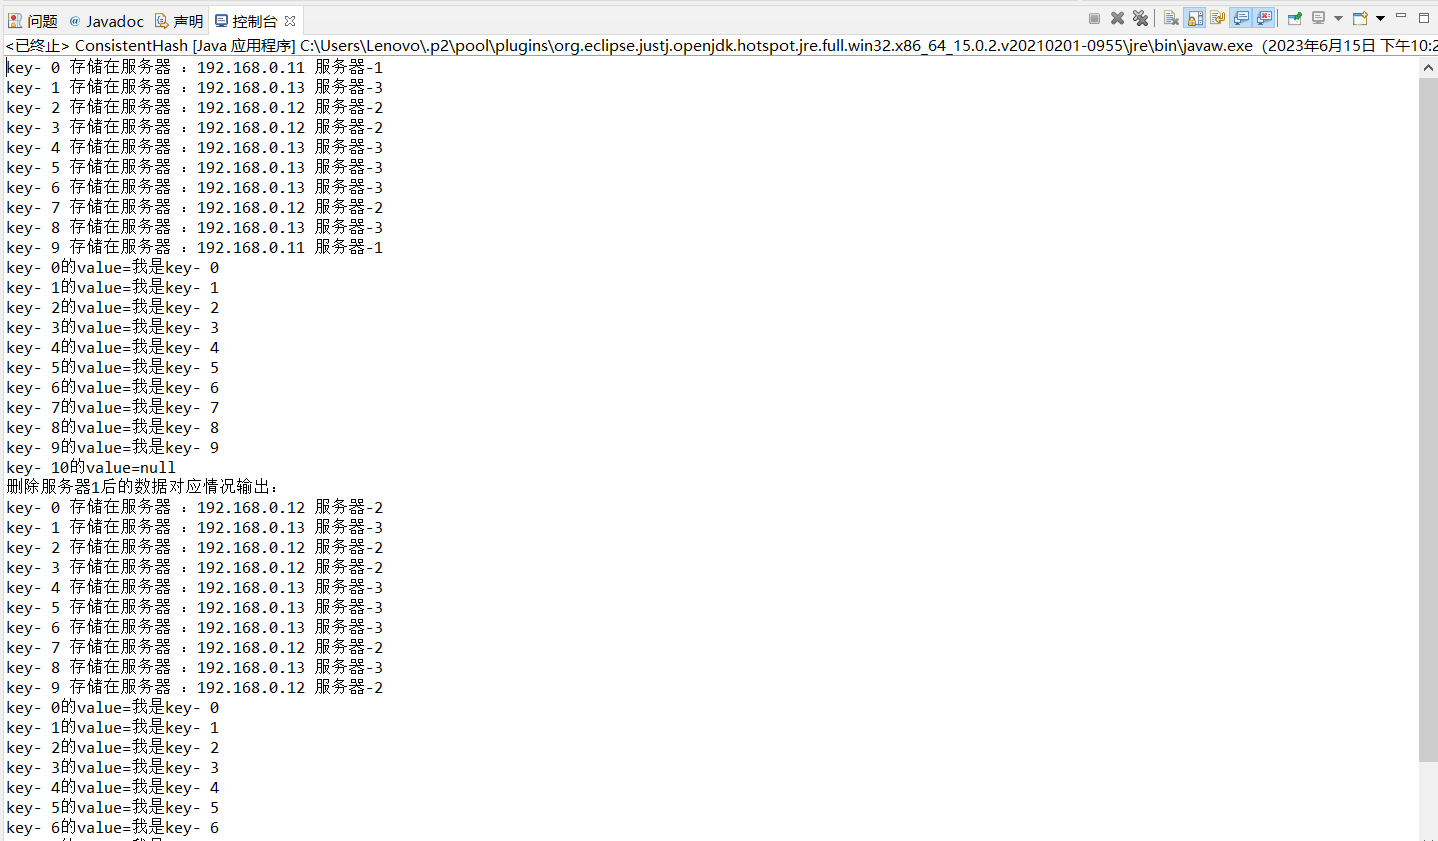 问题 @ Javadoc 声明 控制台
<已终止> ConsistentHash [Java 应用程序] C:\Users\Lenovo\.p2\pool\plugins\org.eclipse.justj.openjdk.hotspot.jre.full.win32.x86_64_15.0.2.v20210201-0955\jre\bin\javaw.exe  (2023年6月15日 下午10:2
key- 0 存储在服务器 ：192.168.0.11 服务器-1
key- 1 存储在服务器 ：192.168.0.13 服务器-3
key- 2 存储在服务器 ：192.168.0.12 服务器-2
key- 3 存储在服务器 ：192.168.0.12 服务器-2
key- 4 存储在服务器 ：192.168.0.13 服务器-3
key- 5 存储在服务器 ：192.168.0.13 服务器-3
key- 6 存储在服务器 ：192.168.0.13 服务器-3
key- 7 存储在服务器 ：192.168.0.12 服务器-2
key- 8 存储在服务器 ：192.168.0.13 服务器-3
key- 9 存储在服务器 ：192.168.0.11 服务器-1
key- 0的value=我是key- 0
key- 1的value=我是key- 1
key- 2的value=我是key- 2
key- 3的value=我是key- 3
key- 4的value=我是key- 4
key- 5的value=我是key- 5
key- 6的value=我是key- 6
key- 7的value=我是key- 7
key- 8的value=我是key- 8
key- 9的value=我是key- 9
key- 10的value=null
删除服务器1后的数据对应情况输出：
key- 0 存储在服务器 ：192.168.0.12 服务器-2
key- 1 存储在服务器 ：192.168.0.13 服务器-3
key- 2 存储在服务器 ：192.168.0.12 服务器-2
key- 3 存储在服务器 ：192.168.0.12 服务器-2
key- 4 存储在服务器 ：192.168.0.13 服务器-3
key- 5 存储在服务器 ：192.168.0.13 服务器-3
key- 6 存储在服务器 ：192.168.0.13 服务器-3
key- 7 存储在服务器 ：192.168.0.12 服务器-2
key- 8 存储在服务器 ：192.168.0.13 服务器-3
key- 9 存储在服务器 ：192.168.0.12 服务器-2
key- 0的value=我是key- 0
key- 1的value=我是key- 1
key- 2的value=我是key- 2
key- 3的value=我是key- 3
key- 4的value=我是key- 4
key- 5的value=我是key- 5
key- 6的value=我是key- 6